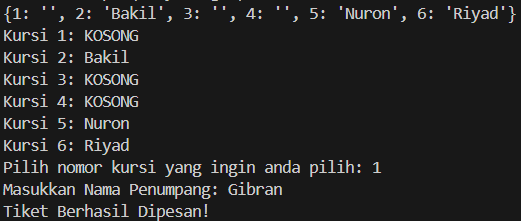 {1: '', 2: 'Bakil', 3: '', 4: '', 5: 'Nuron', 6: 'Riyad'}
Kursi 1: KOSONG
Kursi 2: Bakil
Kursi 3: KOSONG
Kursi 4: KOSONG
Kursi 5: Nuron
Kursi 6: Riyad
Pilih nomor kursi yang ingin anda pilih: 1
Masukkan Nama Penumpang: Gibran
Tiket Berhasil Dipesan!